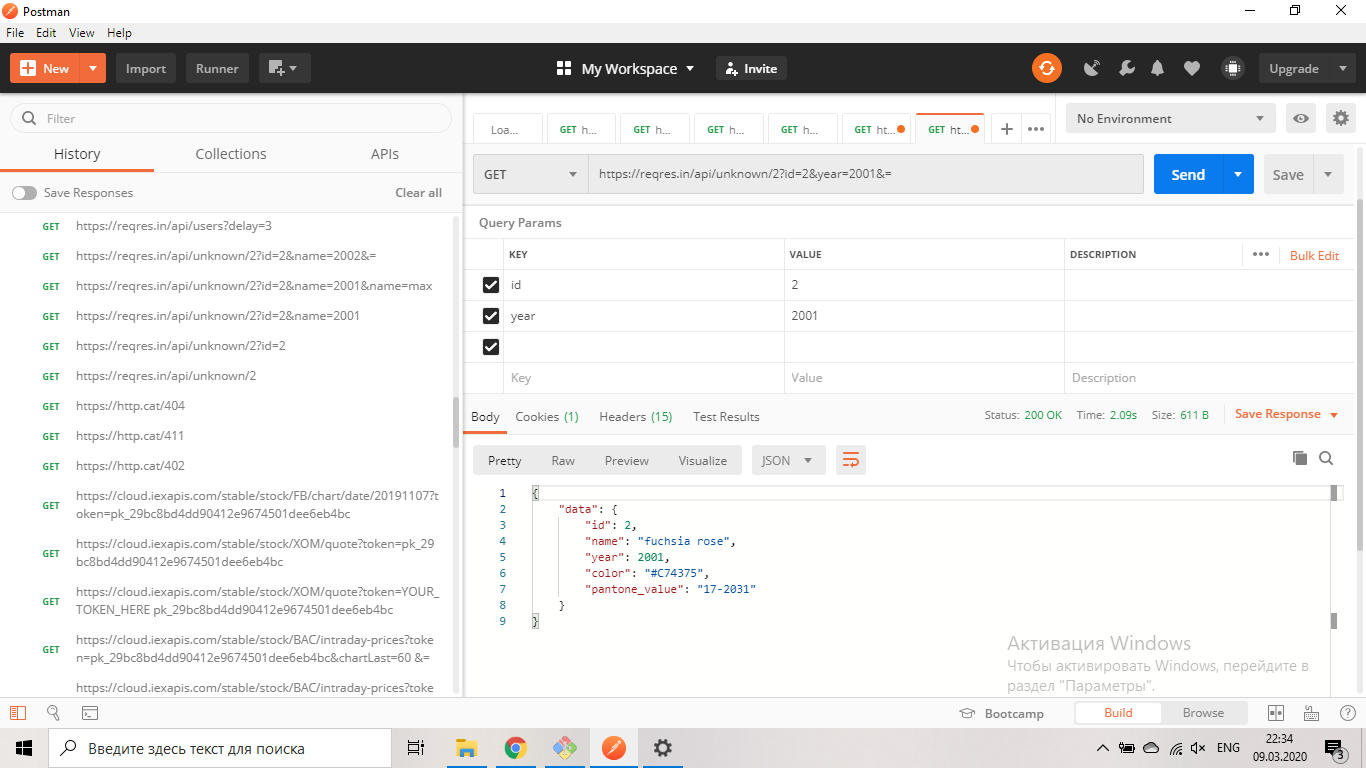 Postman
File Edit View Help
New Import Runner My Workspace Invite Upgrade
Filter
History Collections APIs
Save Responses Clear all
GET https://reqres.in/api/users?delay=3
GET https://reqres.in/api/unknown/2?id=2&name=2002&=
GET https://reqres.in/api/unknown/2?id=2&name=2001&name=max
GET https://reqres.in/api/unknown/2?id=2&name=2001
GET https://reqres.in/api/unknown/2?id=2
GET https://reqres.in/api/unknown/2
GET https://http.cat/404
GET https://http.cat/411
GET https://http.cat/402
GET https://cloud.iexapis.com/stable/stock/FB/chart/date/20191107?t
oken=pk_29bc8bd4dd90412e9674501dee6eb4bc
GET https://cloud.iexapis.com/stable/stock/XOM/quote?token=pk_29
bc8bd4dd90412e9674501dee6eb4bc
GET https://cloud.iexapis.com/stable/stock/XOM/quote?token=YOUR_
TOKEN_HERE pk_29bc8bd4dd90412e9674501dee6eb4bc
GET https://cloud.iexapis.com/stable/stock/BAC/intraday-prices?toke
n=pk_29bc8bd4dd90412e9674501dee6eb4bc&chartLast=60 &=
https://cloud.iexapis.com/stable/stock/BAC/intraday-prices?toke
Loa... GET h... GET h... GET h... GET h... GET ht... GET ht...
No Environment
GET https://reqres.in/api/unknown/2?id=2&year=2001&= Send Save
Query Params
KEY VALUE DESCRIPTION Bulk Edit
id 2
year 2001
Key Value Description
Body Cookies (1) Headers (15) Test Results Status: 200 OK Time: 2.09s Size: 611 B Save Response
Pretty Raw Preview Visualize JSON
1 {
2 "data": {
3 "id": 2,
4 "name": "fuchsia rose",
5 "year": 2001,
6 "color": "#C74375",
7 "pantone_value": "17-2031"
8 }
9 }
Активация Windows
Чтобы активировать Windows, перейдите в
раздел "Параметры".
Bootcamp Build Browse
Введите здесь текст для поиска
ENG
22:34
09.03.2020
3